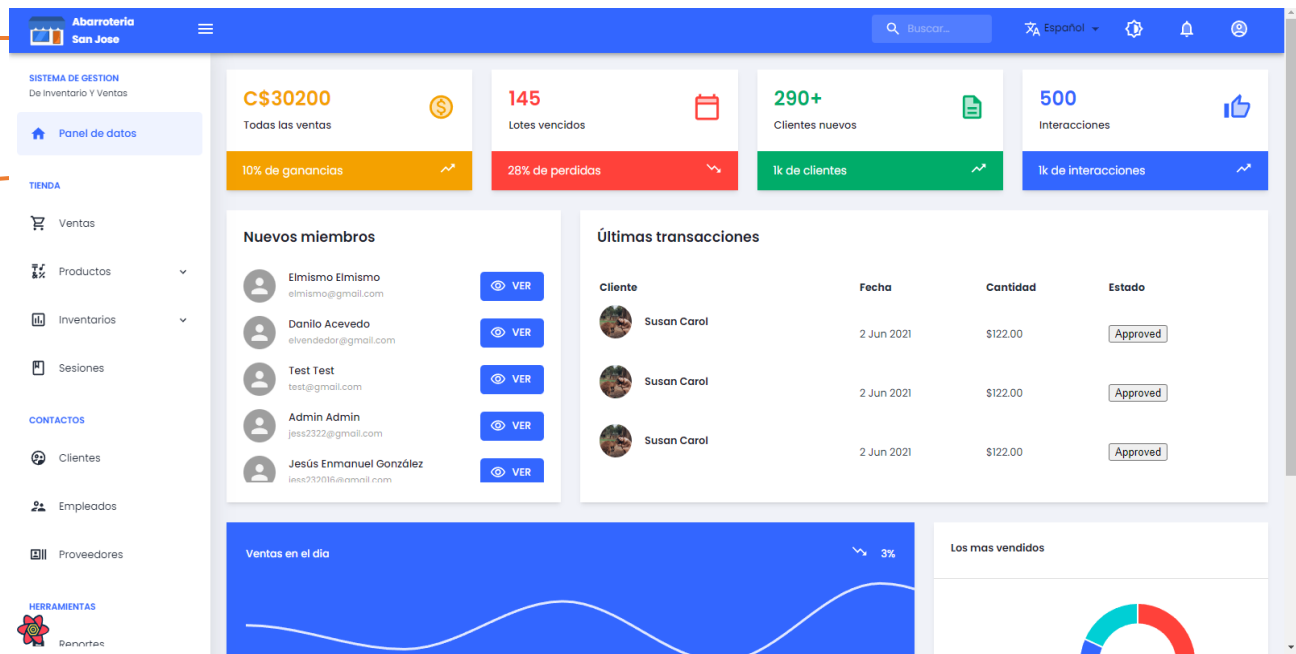 Abarroteria
San Jose
Buscar...
Español
SISTEMA DE GESTION
De Inventario Y Ventas
Panel de datos
TIENDA
Ventas
Productos
Inventarios
Sesiones
CONTACTOS
Clientes
Empleados
Proveedores
HERRAMIENTAS
Reportes
C$30200
Todas las ventas
10% de ganancias
145
Lotes vencidos
28% de perdidas
290+
Clientes nuevos
1k de clientes
500
Interacciones
1k de interacciones
Nuevos miembros
Elmismo Elmismo
elmismo@gmail.com
VER
Danilo Acevedo
elvendedor@gmail.com
VER
Test Test
test@gmail.com
VER
Admin Admin
jess2322@gmail.com
VER
Jesús Enmanuel González
jess232016@gmail.com
VER
Últimas transacciones
Cliente Fecha Cantidad Estado
Susan Carol 2 Jun 2021 $122.00 Approved
Susan Carol 2 Jun 2021 $122.00 Approved
Susan Carol 2 Jun 2021 $122.00 Approved
Ventas en el dia 3%
Los mas vendidos